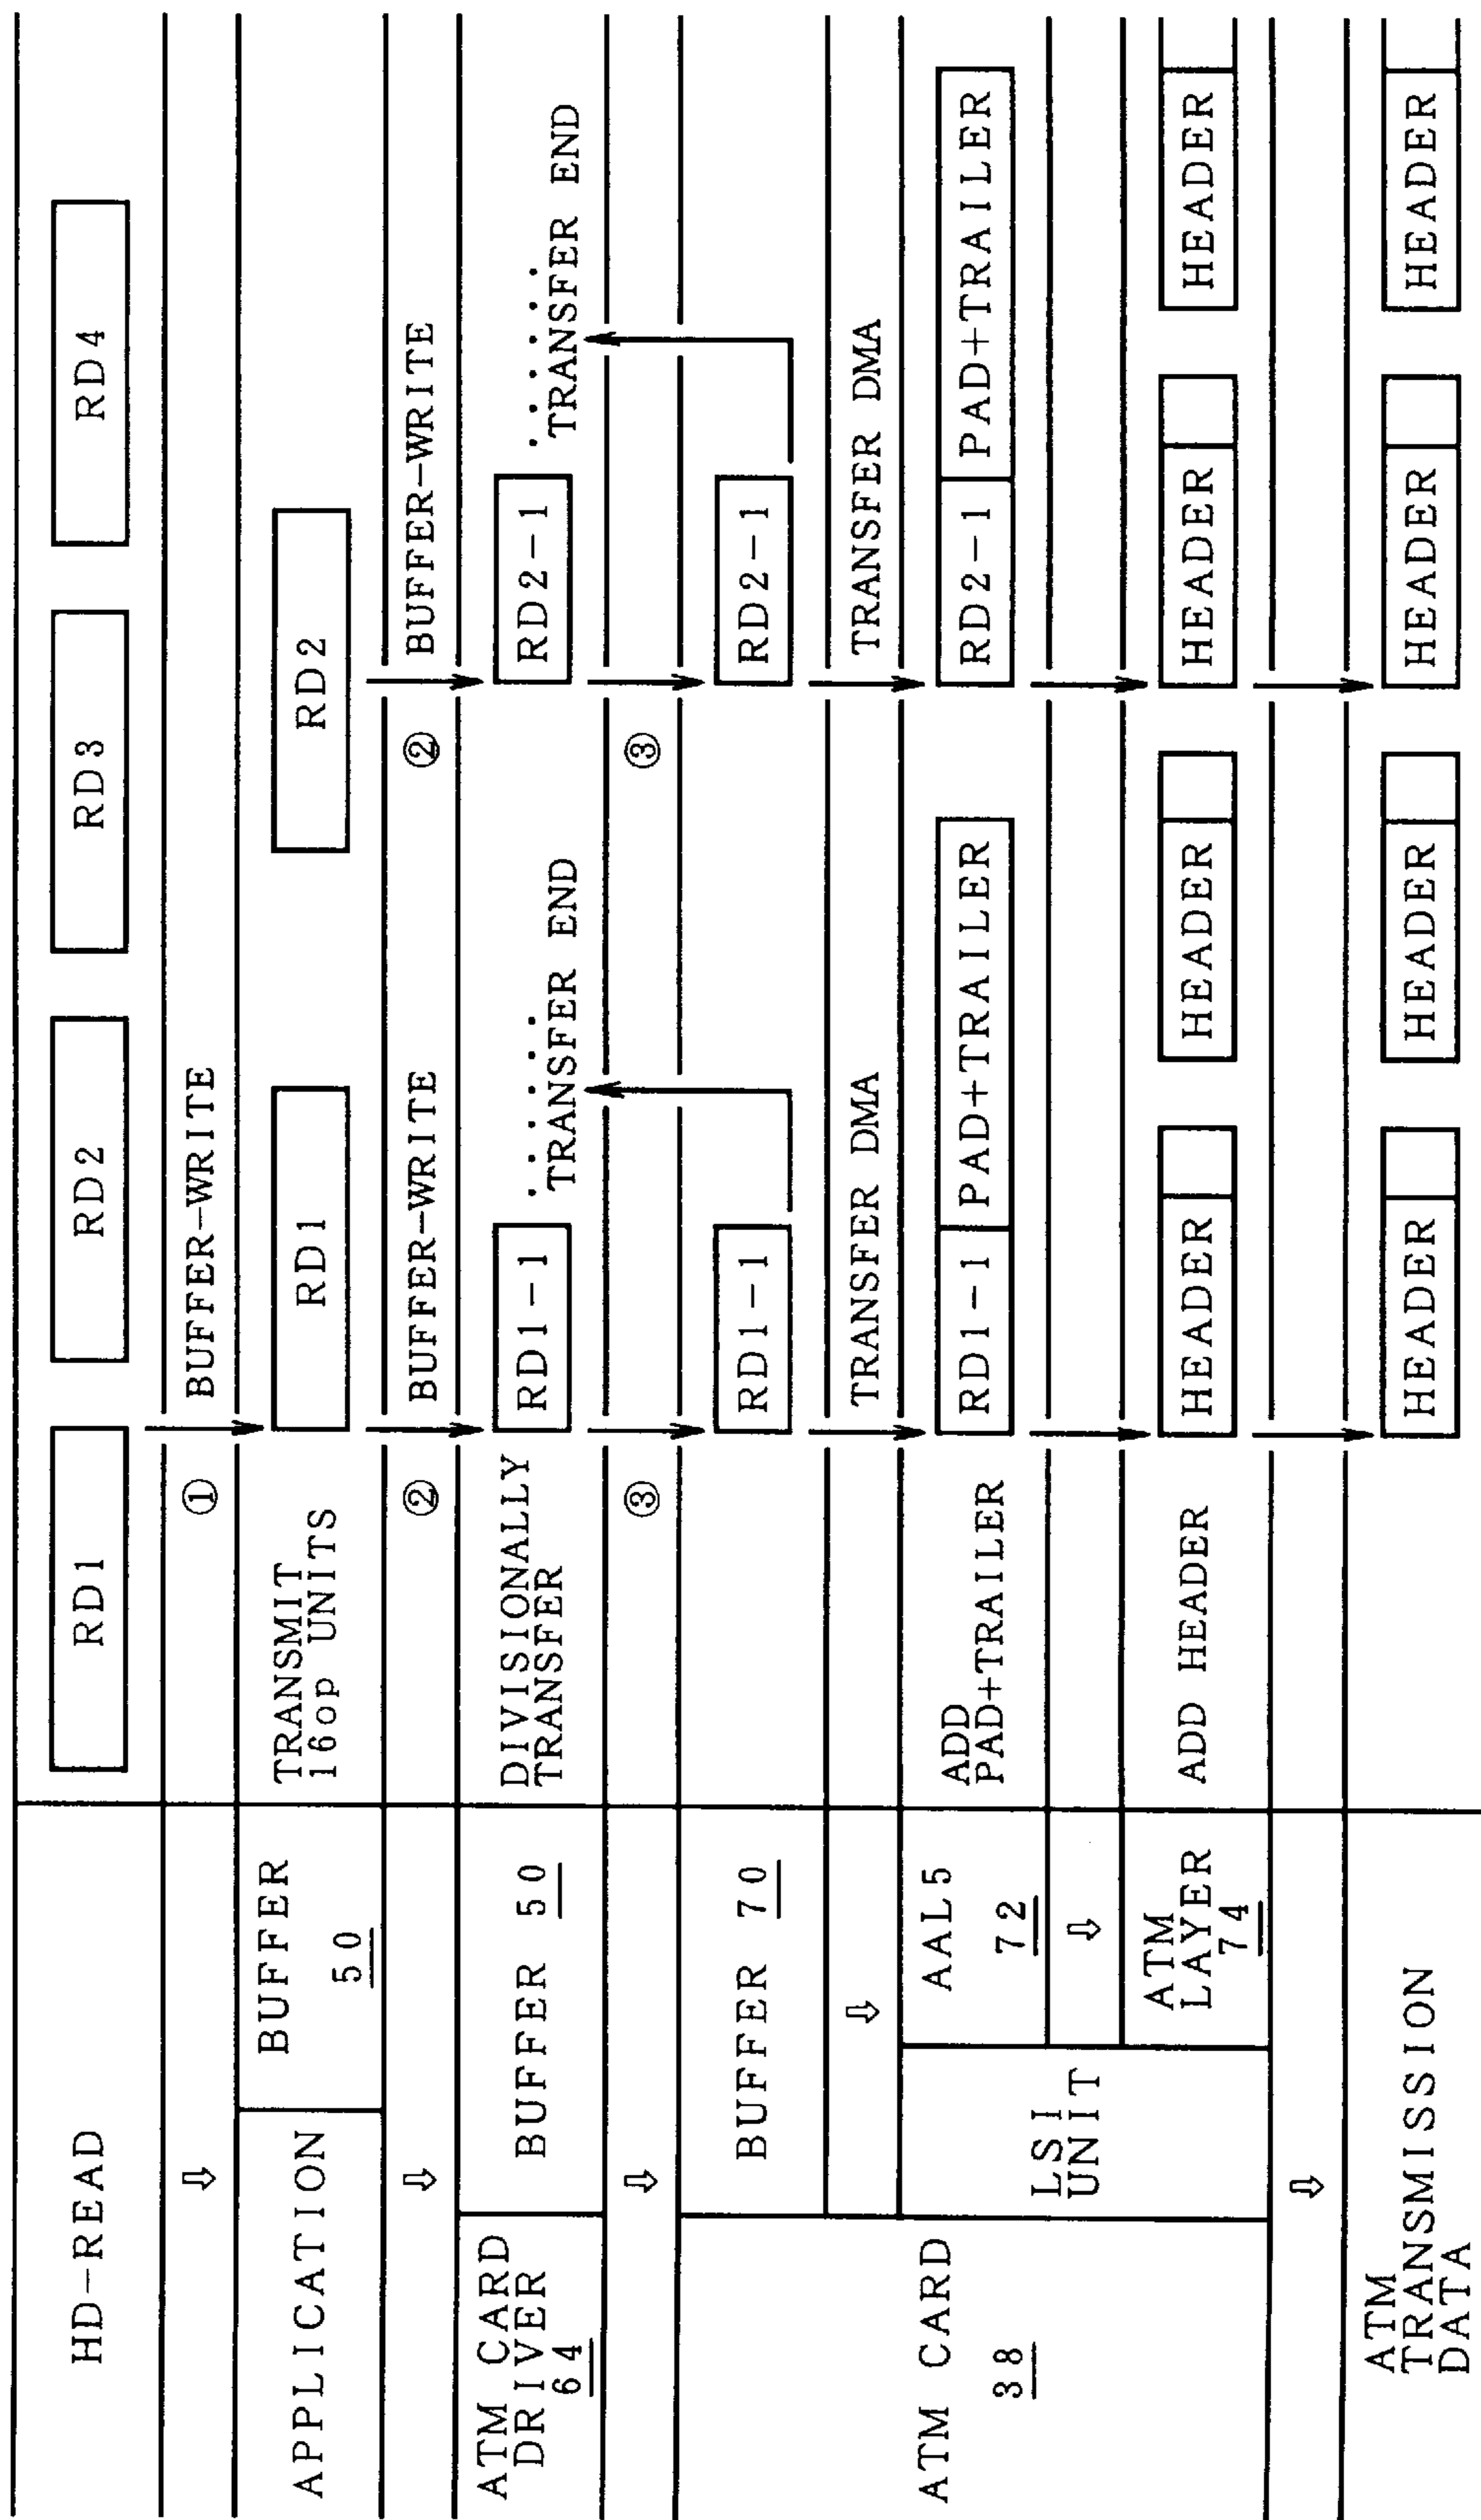 HD-READ
RD1
RD2
RD3
RD4
⇩
①
BUFFER-WRITE
APPLICATION
BUFFER
50
TRANSMIT
16op UNITS
RD1
RD2
⇩
②
BUFFER-WRITE
②
BUFFER-WRITE
ATM CARD
DRIVER
64
BUFFER 50
DIVISIONALLY
TRANSFER
RD1-1
.......
TRANSFER END
RD2-1
.......
TRANSFER END
⇩
③
③
ATM CARD
38
BUFFER 70
RD1-1
RD2-1
⇩
TRANSFER DMA
TRANSFER DMA
LSI
UNIT
AAL5
72
ADD
PAD+TRAILER
RD1-1
PAD+TRAILER
RD2-1
PAD+TRAILER
⇩
ATM
LAYER
74
ADD HEADER
HEADER
HEADER
HEADER
HEADER
⇩
ATM
TRANSMISSION
DATA
HEADER
HEADER
HEADER
HEADER